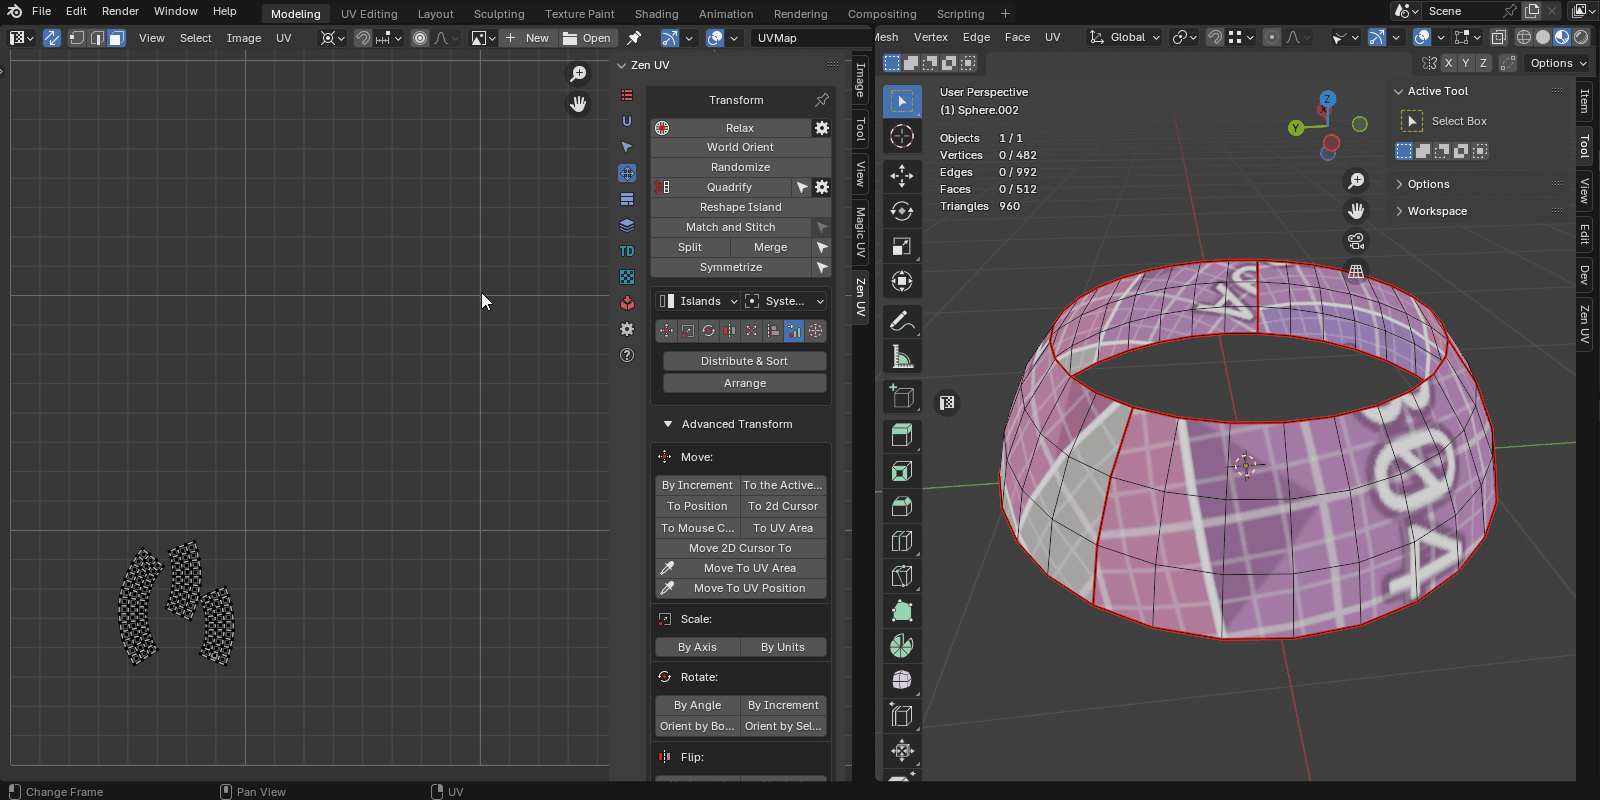 File Edit Render Window Help Modeling UV Editing Layout Sculpting Texture Paint Shading Animation Rendering Compositing Scripting Scene
View Select Image UV New Open UVMap
Mesh Vertex Edge Face UV Global
X Y Z Options
Zen UV
Transform
Relax
World Orient
Randomize
Quadrify
Reshape Island
Match and Stitch
Split Merge
Symmetrize
Islands Syste...
Distribute & Sort
Arrange
Advanced Transform
Move:
By Increment To the Active...
To Position To 2d Cursor
To Mouse C... To UV Area
Move 2D Cursor To
Move To UV Area
Move To UV Position
Scale:
By Axis By Units
Rotate:
By Angle By Increment
Orient by Bo... Orient by Sel...
Flip:
U
TD
Image
Tool
View
Magic UV
Zen UV
User Perspective
(1) Sphere.002
Objects 1 / 1
Vertices 0 / 482
Edges 0 / 992
Faces 0 / 512
Triangles 960
Z
X
Y
Active Tool
Select Box
Options
Workspace
Item
Tool
View
Edit
Dev
Zen UV
Change Frame Pan View UV